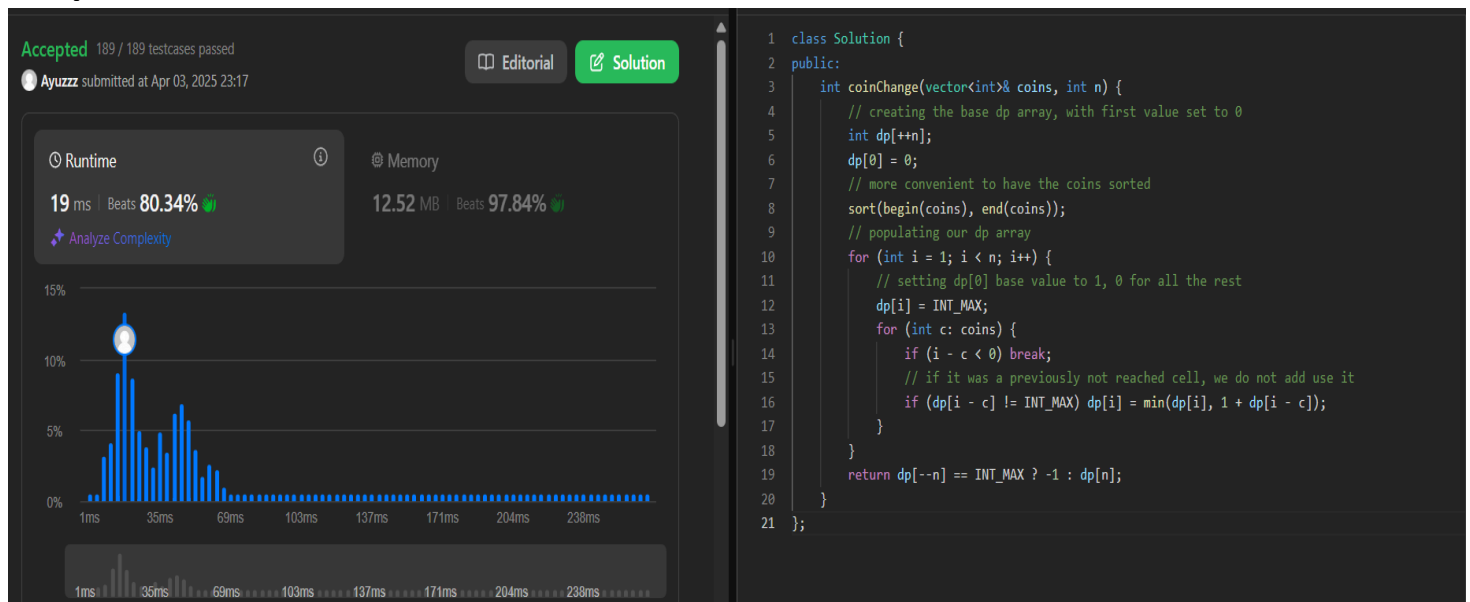 Accepted 189 / 189 testcases passed
Ayuzzz submitted at Apr 03, 2025 23:17
Editorial
Solution
Runtime
19 ms | Beats 80.34%
Analyze Complexity
Memory
12.52 MB | Beats 97.84%
15%
10%
5%
0%
1ms 35ms 69ms 103ms 137ms 171ms 204ms 238ms
1ms 35ms 69ms 103ms 137ms 171ms 204ms 238ms
1 class Solution {
2 public:
3     int coinChange(vector<int>& coins, int n) {
4         // creating the base dp array, with first value set to 0
5         int dp[++n];
6         dp[0] = 0;
7         // more convenient to have the coins sorted
8         sort(begin(coins), end(coins));
9         // populating our dp array
10         for (int i = 1; i < n; i++) {
11             // setting dp[0] base value to 1, 0 for all the rest
12             dp[i] = INT_MAX;
13             for (int c: coins) {
14                 if (i - c < 0) break;
15                 // if it was a previously not reached cell, we do not add use it
16                 if (dp[i - c] != INT_MAX) dp[i] = min(dp[i], 1 + dp[i - c]);
17             }
18         }
19         return dp[--n] == INT_MAX ? -1 : dp[n];
20     }
21 };